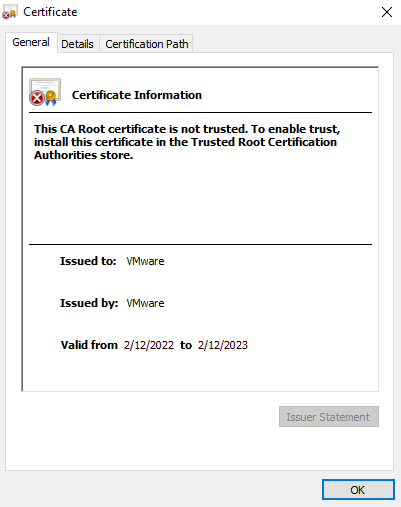 Certificate
General Details Certification Path
Certificate Information
This CA Root certificate is not trusted. To enable trust,
install this certificate in the Trusted Root Certification
Authorities store.
Issued to: VMware
Issued by: VMware
Valid from 2/12/2022 to 2/12/2023
Issuer Statement
OK